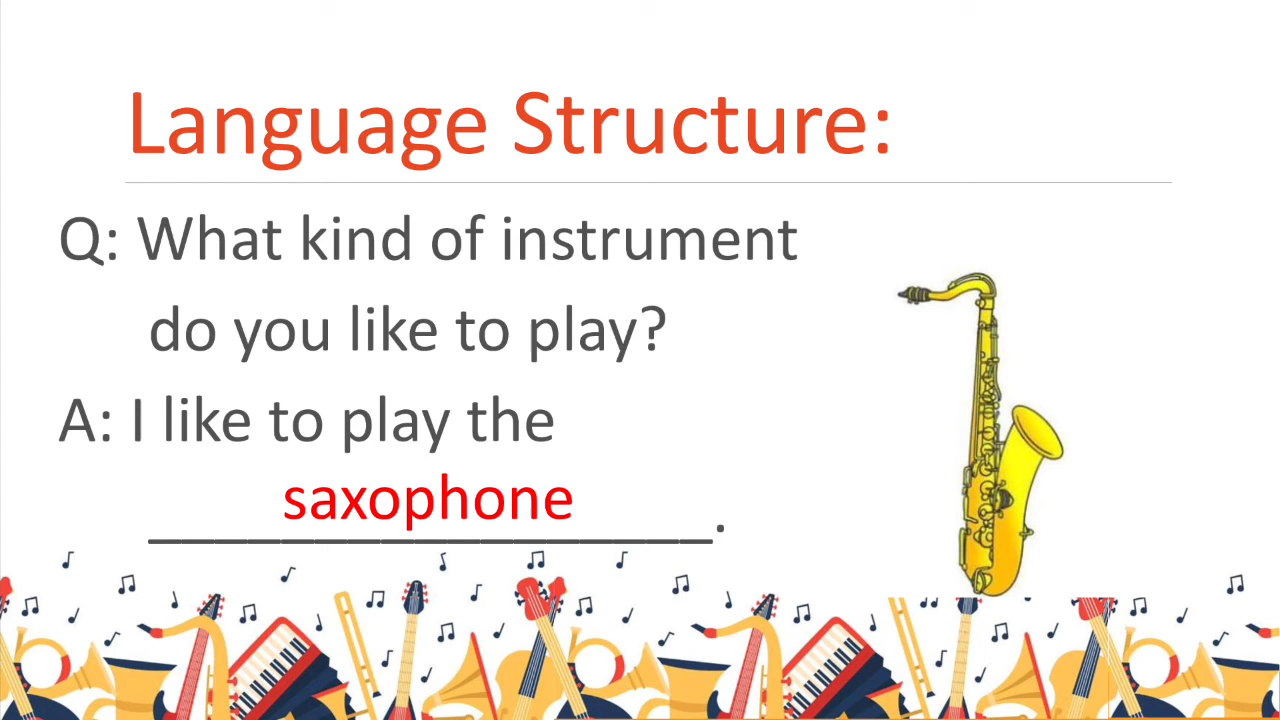 Language Structure:
Q: What kind of instrument
do you like to play?
A: I like to play the
saxophone
__________________.